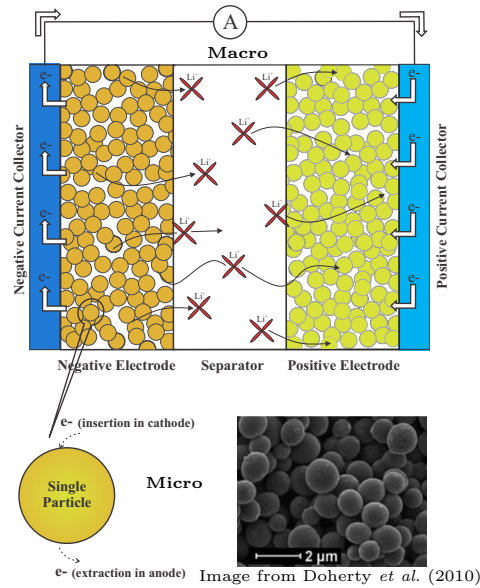 A
Macro
e-
e-
e-
e-
e-
e-
e-
e-
Li⁺
Li⁺
Li⁺
Li⁺
Li⁺
Li⁺
Li⁺
Li⁺
Li⁺
Negative Current Collector
Positive Current Collector
Negative Electrode
Separator
Positive Electrode
e- (insertion in cathode)
Single
Particle
Micro
e- (extraction in anode)
2 μm
Image from Doherty et al. (2010)